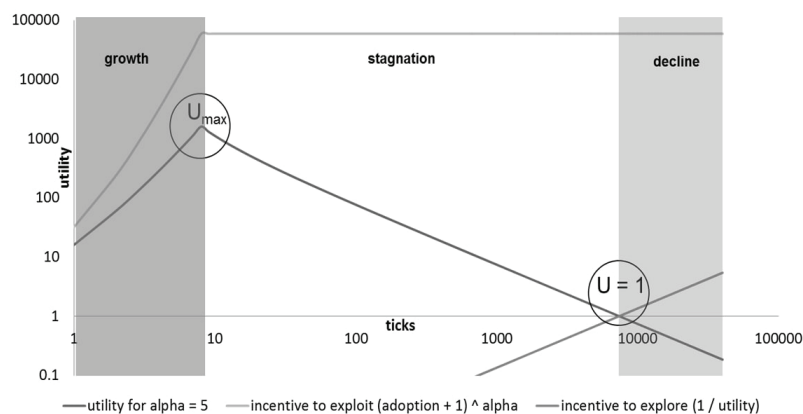 100000
growth
stagnation
decline
10000
Umax
1000
utility
100
10
U = 1
1
ticks
1
10
100
1000
10000
100000
0.1
utility for alpha = 5
incentive to exploit (adoption + 1) ^ alpha
incentive to explore (1 / utility)